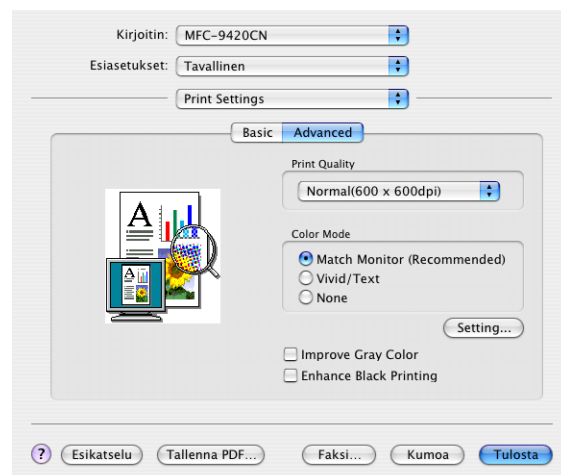 Kirjoitin: MFC-9420CN
Esiasetukset: Tavallinen
Print Settings
Basic Advanced
Print Quality
Normal(600 x 600dpi)
Color Mode
Match Monitor (Recommended)
Vivid/Text
None
Setting...
Improve Gray Color
Enhance Black Printing
? Esikatselu Tallenna PDF... Faksi... Kumoa Tulosta